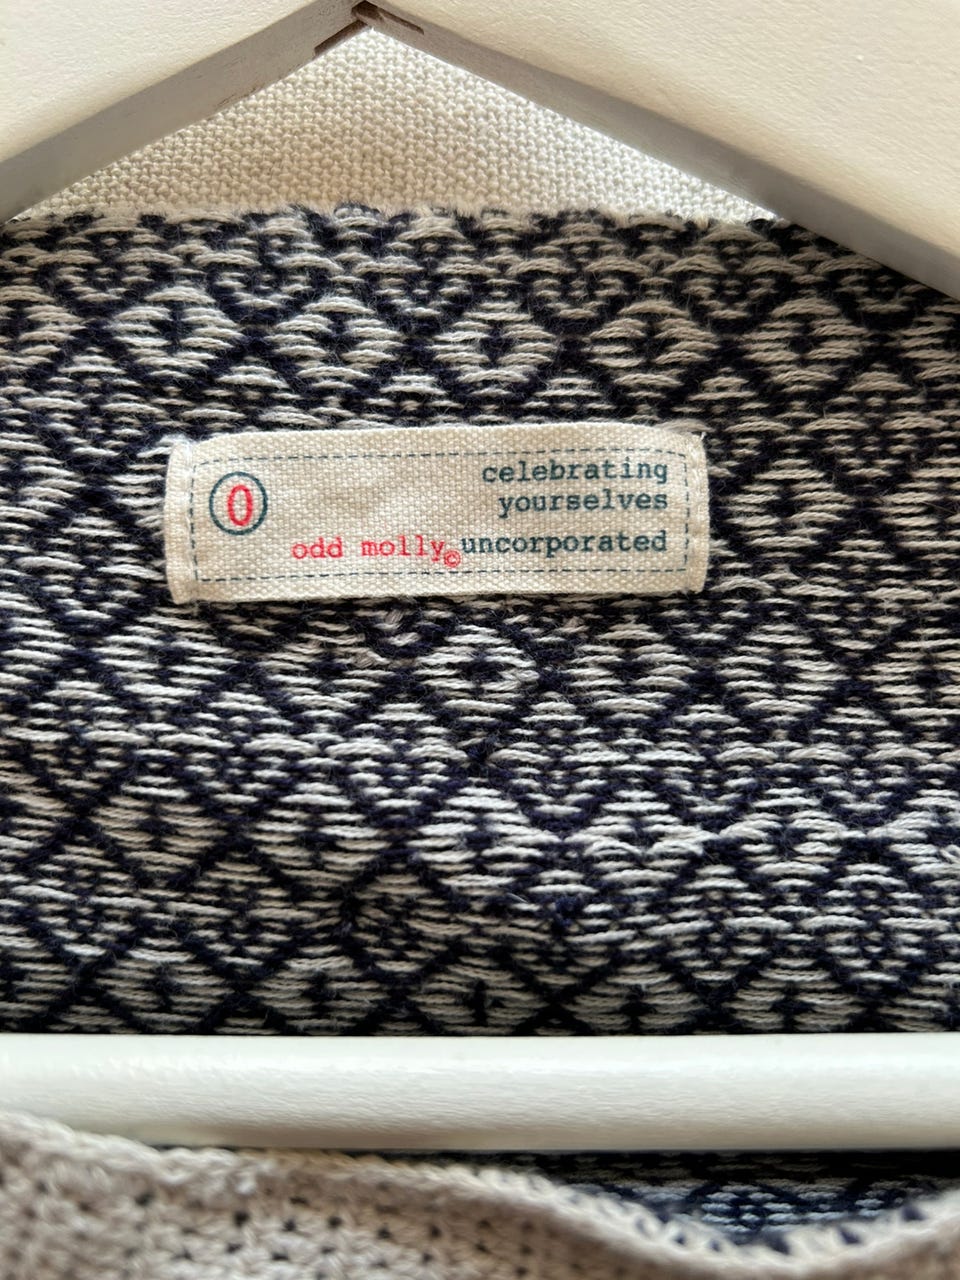 0
celebrating
yourselves
odd molly© uncorporated